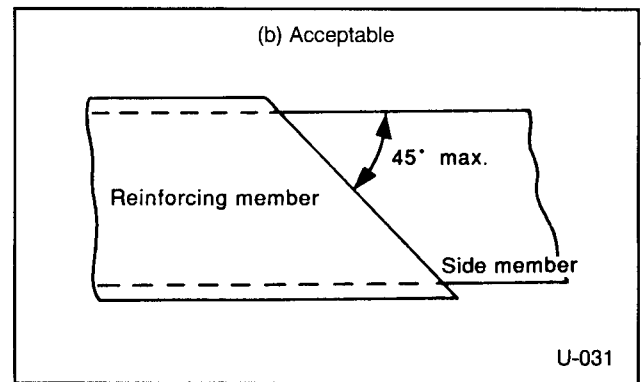 (b) Acceptable
45° max.
Reinforcing member
Side member
U-031